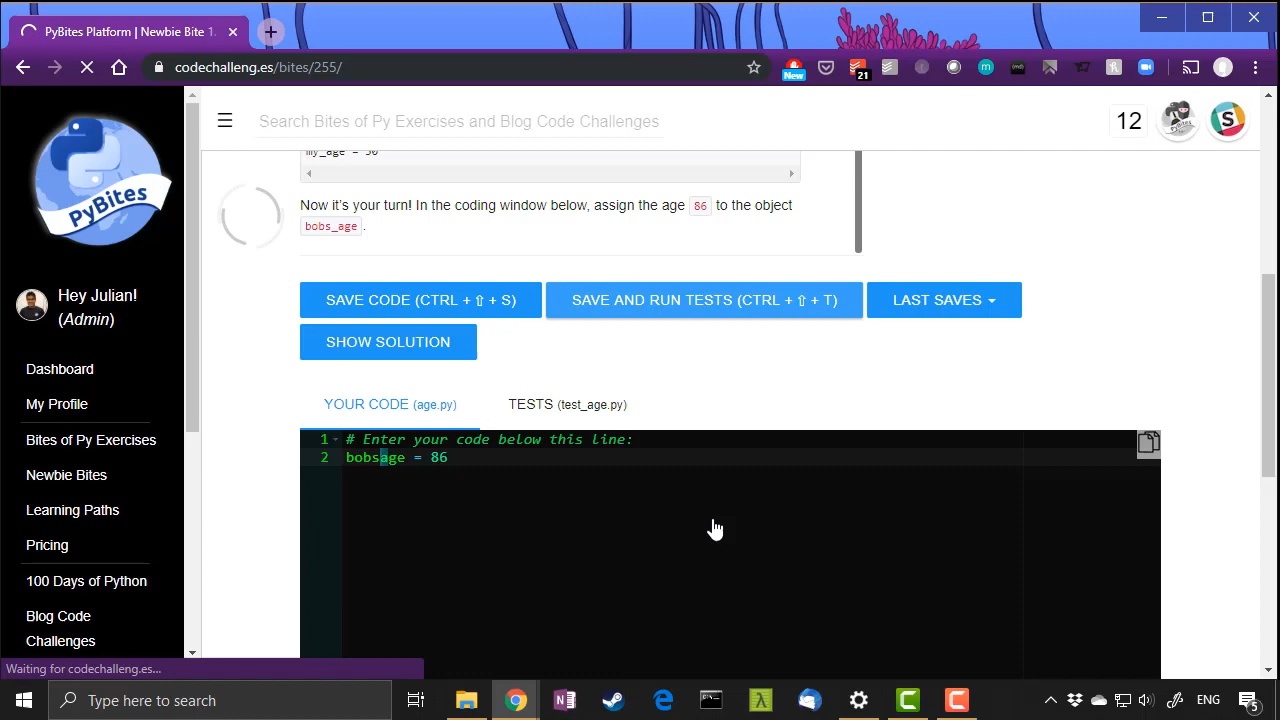 PyBites Platform | Newbie Bite 1.
codechalleng.es/bites/255/
New
21
PyBites
Search Bites of Py Exercises and Blog Code Challenges
12
my_age = 50
Now it's your turn! In the coding window below, assign the age 86 to the object
bobs_age .
Hey Julian!
(Admin)
Dashboard
My Profile
Bites of Py Exercises
Newbie Bites
Learning Paths
Pricing
100 Days of Python
Blog Code
Challenges
SAVE CODE (CTRL + ⇧ + S)
SAVE AND RUN TESTS (CTRL + ⇧ + T)
LAST SAVES
SHOW SOLUTION
YOUR CODE (age.py)
TESTS (test_age.py)
1 # Enter your code below this line:
2 bobsage = 86
Waiting for codechalleng.es...
Type here to search
ENG
5